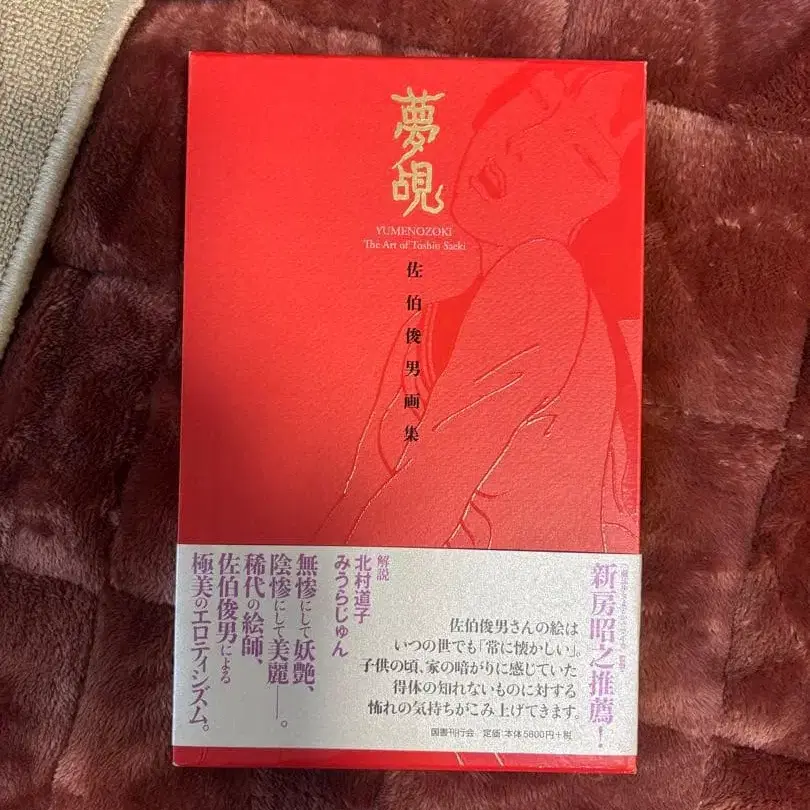 夢覗
YUMENOZOKI
The Art of Toshio Saeki
佐伯俊男画集
新房昭之推薦！
佐伯俊男さんの絵は
いつの世でも「常に懐かしい」。
子供の頃、家の暗がりに感じていた
得体の知れないものに対する
怖れの気持ちがこみ上げてきます。
国書刊行会 定価:本体5800円+税
解説
北村道子
みうらじゅん
無惨にして妖艶、
陰惨にして美麗——。
稀代の絵師、
佐伯俊男による
極美のエロティシズム。